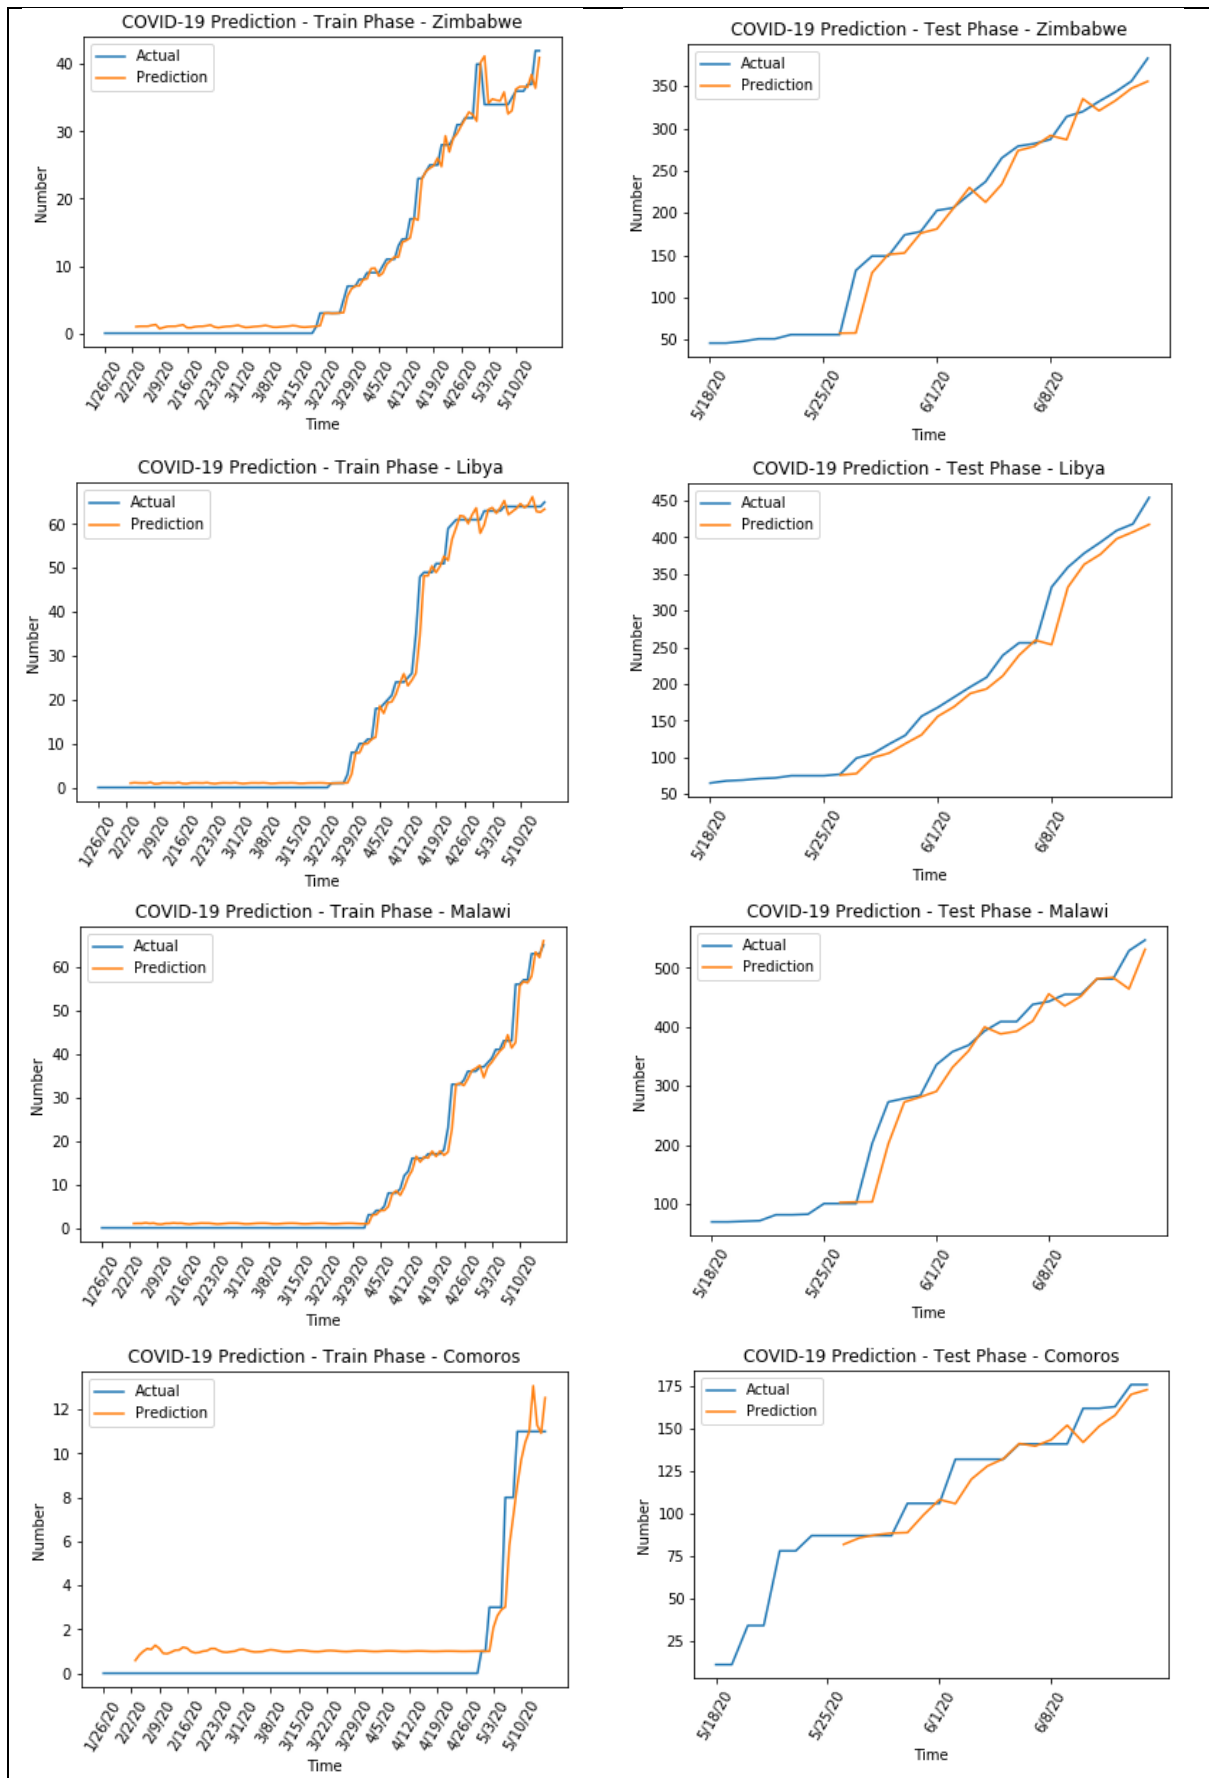 COVID-19 Prediction - Train Phase - Zimbabwe
Actual
Prediction
40
30
20
10
0
Number
1/26/20 2/2/20 2/9/20 2/16/20 2/23/20 3/1/20 3/8/20 3/15/20 3/22/20 3/29/20 4/5/20 4/12/20 4/19/20 4/26/20 5/3/20 5/10/20
Time
COVID-19 Prediction - Test Phase - Zimbabwe
Actual
Prediction
350
300
250
200
150
100
50
Number
5/18/20 5/25/20 6/1/20 6/8/20
Time
COVID-19 Prediction - Train Phase - Libya
Actual
Prediction
60
50
40
30
20
10
0
Number
1/26/20 2/2/20 2/9/20 2/16/20 2/23/20 3/1/20 3/8/20 3/15/20 3/22/20 3/29/20 4/5/20 4/12/20 4/19/20 4/26/20 5/3/20 5/10/20
Time
COVID-19 Prediction - Test Phase - Libya
Actual
Prediction
450
400
350
300
250
200
150
100
50
Number
5/18/20 5/25/20 6/1/20 6/8/20
Time
COVID-19 Prediction - Train Phase - Malawi
Actual
Prediction
60
50
40
30
20
10
0
Number
1/26/20 2/2/20 2/9/20 2/16/20 2/23/20 3/1/20 3/8/20 3/15/20 3/22/20 3/29/20 4/5/20 4/12/20 4/19/20 4/26/20 5/3/20 5/10/20
Time
COVID-19 Prediction - Test Phase - Malawi
Actual
Prediction
500
400
300
200
100
Number
5/18/20 5/25/20 6/1/20 6/8/20
Time
COVID-19 Prediction - Train Phase - Comoros
Actual
Prediction
12
10
8
6
4
2
0
Number
1/26/20 2/2/20 2/9/20 2/16/20 2/23/20 3/1/20 3/8/20 3/15/20 3/22/20 3/29/20 4/5/20 4/12/20 4/19/20 4/26/20 5/3/20 5/10/20
Time
COVID-19 Prediction - Test Phase - Comoros
Actual
Prediction
175
150
125
100
75
50
25
Number
5/18/20 5/25/20 6/1/20 6/8/20
Time